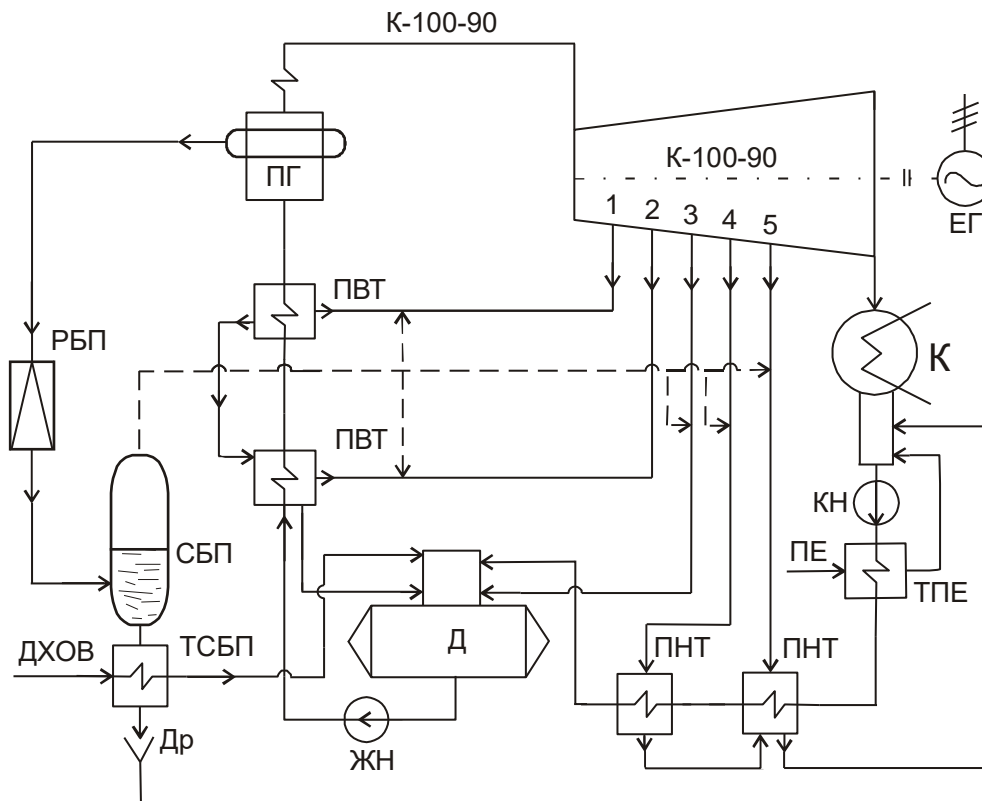 К-100-90
К-100-90
ПГ
1
2
3
4
5
ЕГ
ПВТ
РБП
К
ПВТ
КН
СБП
ПЕ
ТПЕ
ДХОВ
ТСБП
Д
ПНТ
ПНТ
Др
ЖН